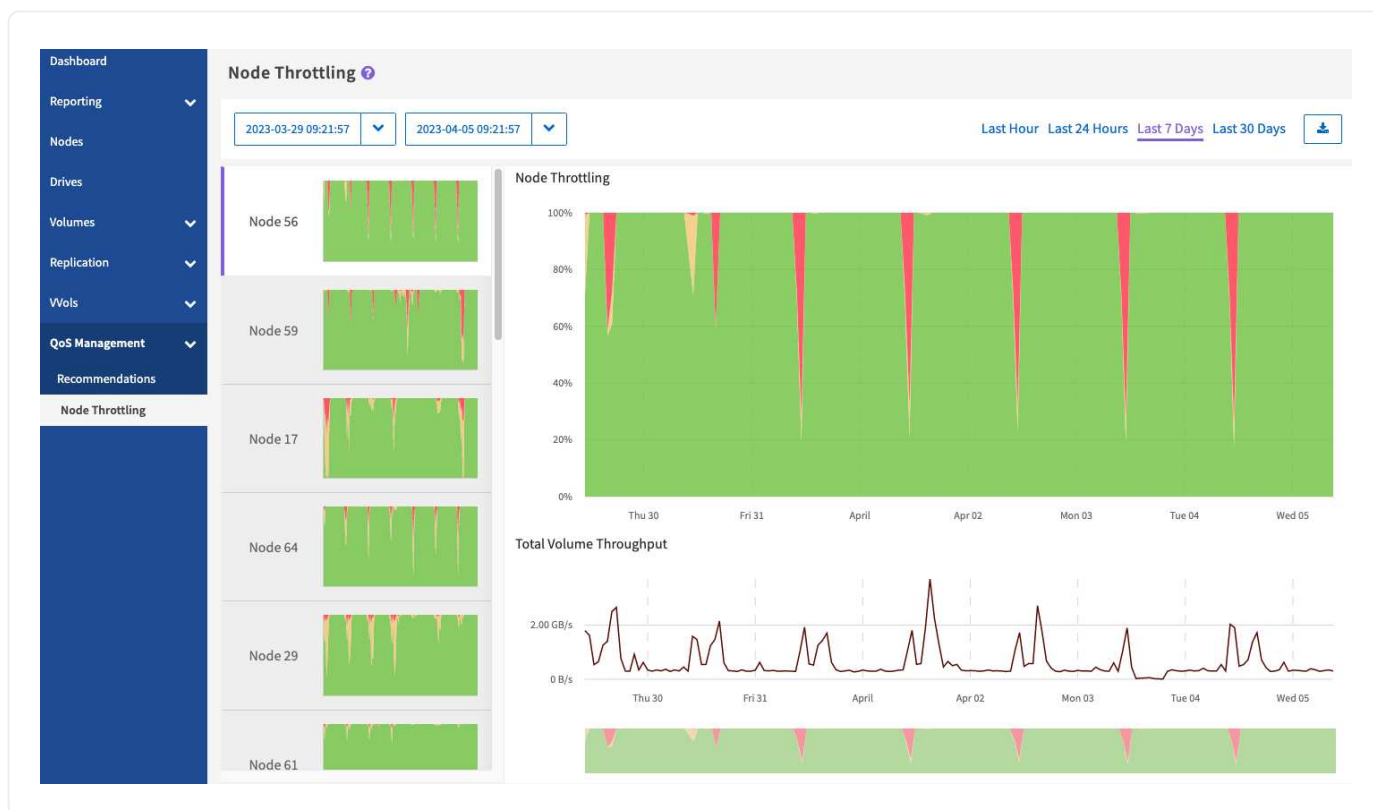 Dashboard
Reporting
Nodes
Drives
Volumes
Replication
VVols
QoS Management
Recommendations
Node Throttling
Node Throttling ?
2023-03-29 09:21:57
2023-04-05 09:21:57
Last Hour Last 24 Hours Last 7 Days Last 30 Days
Node 56
Node 59
Node 17
Node 64
Node 29
Node 61
Node Throttling
100%
80%
60%
40%
20%
0%
Thu 30 Fri 31 April Apr 02 Mon 03 Tue 04 Wed 05
Total Volume Throughput
2.00 GB/s
0 B/s
Thu 30 Fri 31 April Apr 02 Mon 03 Tue 04 Wed 05